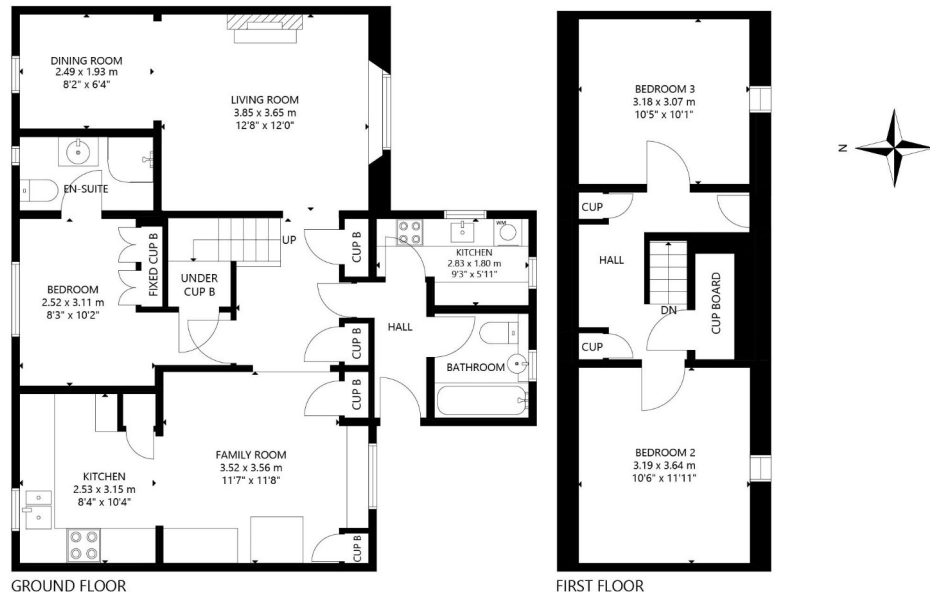 DINING ROOM
2.49 x 1.93 m
8'2" x 6'4"
LIVING ROOM
3.85 x 3.65 m
12'8" x 12'0"
EN-SUITE
UP
CUP B
FIXED CUP B
UNDER
CUP B
BEDROOM
2.52 x 3.11 m
8'3" x 10'2"
WM
KITCHEN
2.83 x 1.80 m
9'3" x 5'11"
HALL
CUP B
BATHROOM
CUP B
KITCHEN
2.53 x 3.15 m
8'4" x 10'4"
FAMILY ROOM
3.52 x 3.56 m
11'7" x 11'8"
CUP B
GROUND FLOOR
BEDROOM 3
3.18 x 3.07 m
10'5" x 10'1"
CUP
HALL
DN
CUP BOARD
CUP
BEDROOM 2
3.19 x 3.64 m
10'6" x 11'11"
FIRST FLOOR
N